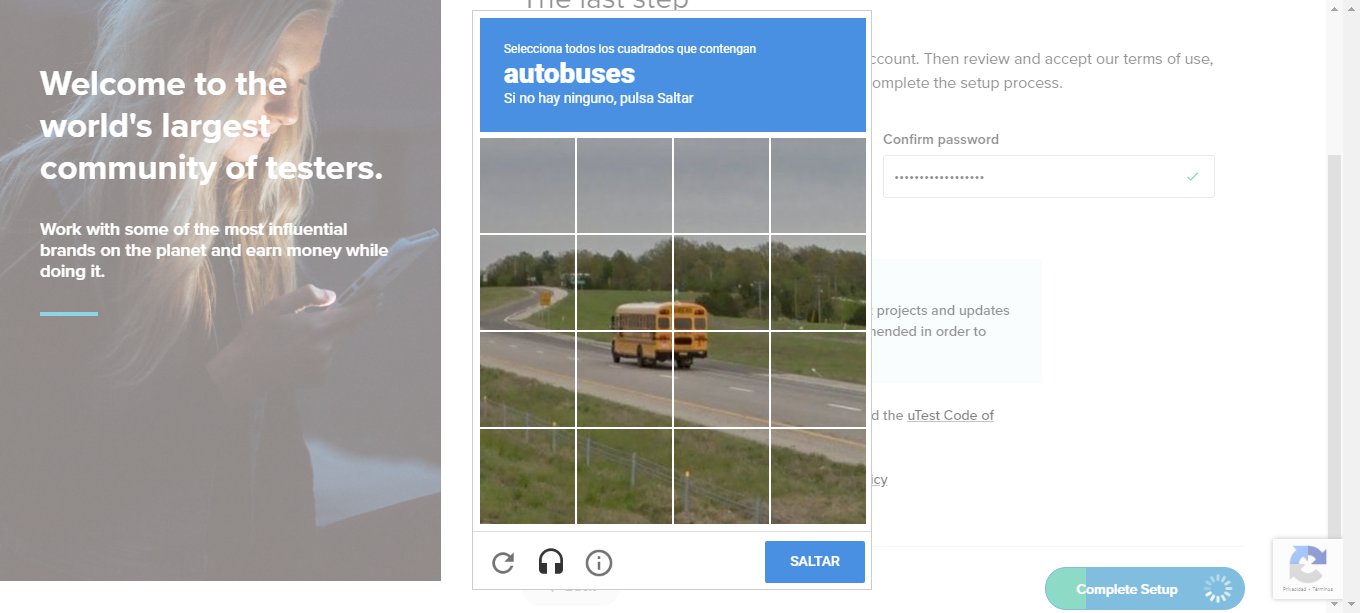 The last step
Welcome to the
world's largest
community of testers.
Work with some of the most influential
brands on the planet and earn money while
doing it.
Selecciona todos los cuadrados que contengan
autobuses
Si no hay ninguno, pulsa Saltar
SALTAR
ccount. Then review and accept our terms of use,
omplete the setup process.
Confirm password
••••••••••••••••••
projects and updates
ended in order to
d the uTest Code of
icy
Complete Setup
Privacidad - Términos